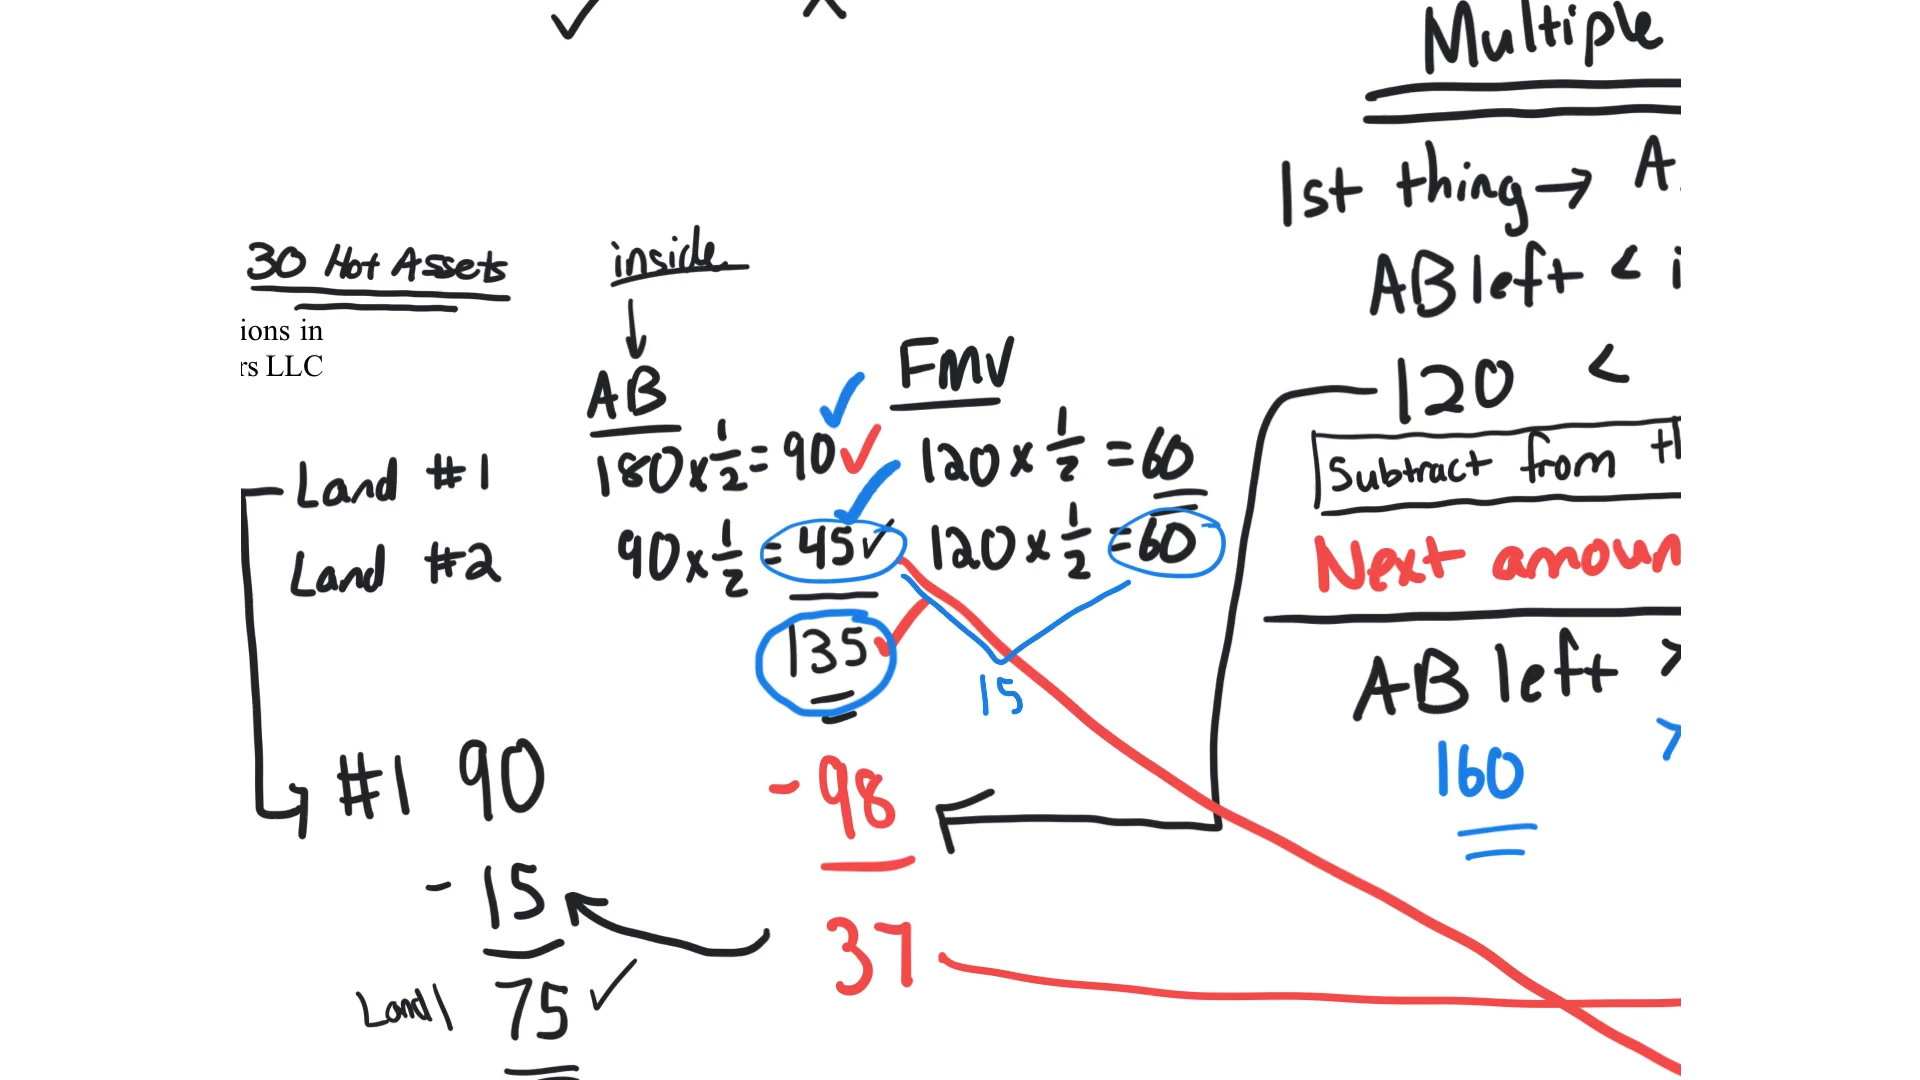 Multiple
1st thing → A
30 Hot Assets
inside
AB left < i
ions in
rs LLC
AB
FMV
120 <
Land #1 180 x 1/2 = 90 ✓ 120 x 1/2 = 60
Subtract from th
Land #2 90 x 1/2 = 45 ✓ 120 x 1/2 = 60
Next amoun
135
AB left >
15
#1 90
- 98
160 >
- 15
37
Land 1 75 ✓